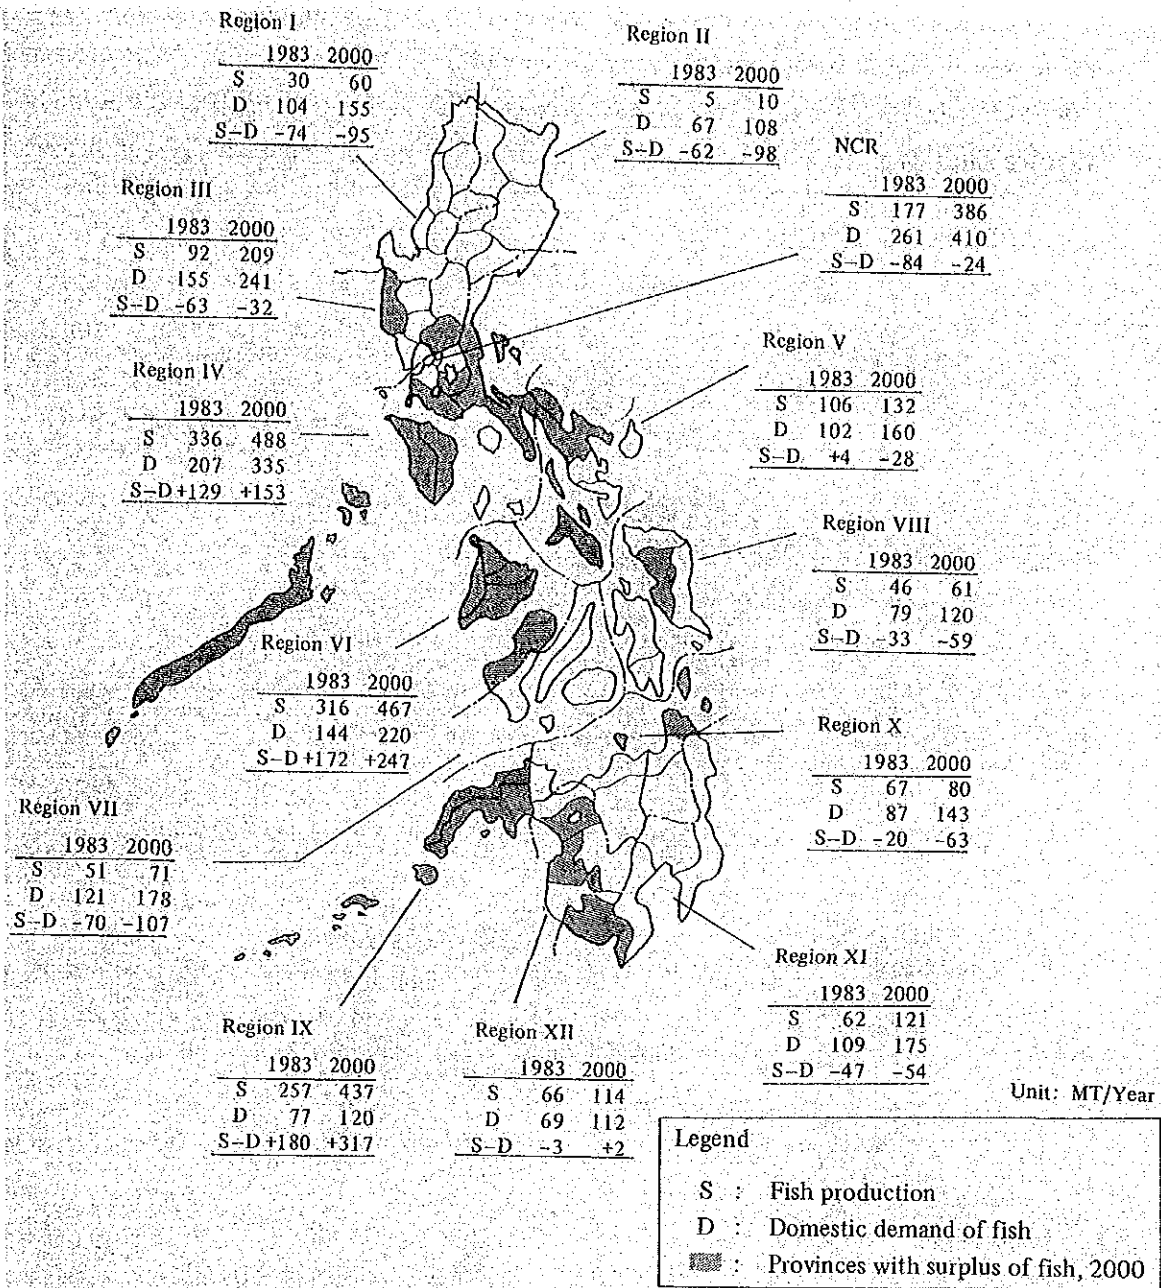 Region I
1983 2000
S 30 60
D 104 155
S-D -74 -95
Region II
1983 2000
S 5 10
D 67 108
S-D -62 -98
NCR
1983 2000
S 177 386
D 261 410
S-D -84 -24
Region III
1983 2000
S 92 209
D 155 241
S-D -63 -32
Region IV
1983 2000
S 336 488
D 207 335
S-D +129 +153
Region V
1983 2000
S 106 132
D 102 160
S-D +4 -28
Region VIII
1983 2000
S 46 61
D 79 120
S-D -33 -59
Region VI
1983 2000
S 316 467
D 144 220
S-D +172 +247
Region X
1983 2000
S 67 80
D 87 143
S-D -20 -63
Region VII
1983 2000
S 51 71
D 121 178
S-D -70 -107
Region XI
1983 2000
S 62 121
D 109 175
S-D -47 -54
Region IX
1983 2000
S 257 437
D 77 120
S-D +180 +317
Region XII
1983 2000
S 66 114
D 69 112
S-D -3 +2
Unit: MT/Year
Legend
S : Fish production
D : Domestic demand of fish
: Provinces with surplus of fish, 2000